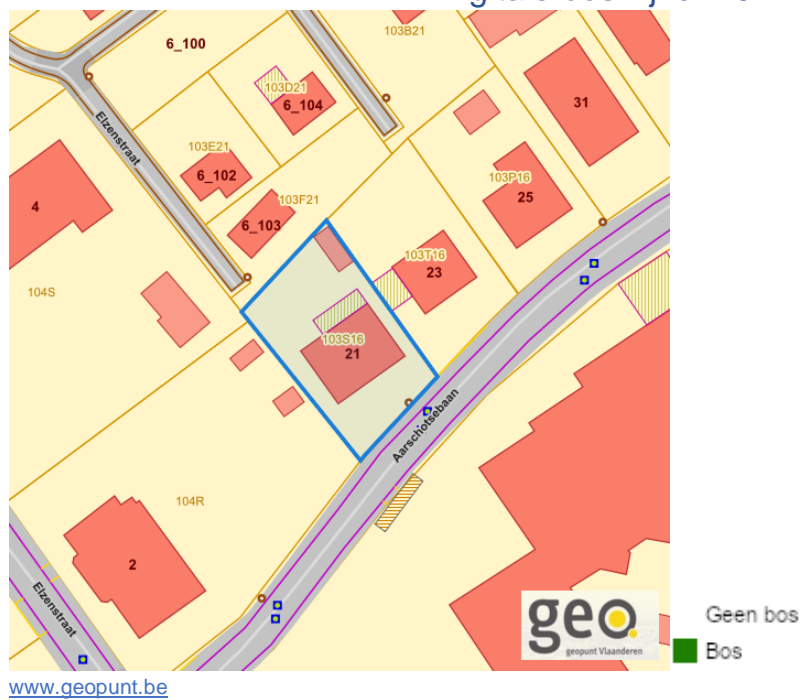 6_100
103B21
103D21
6_104
31
Elzenstraat
103E21
6_102
103P16
25
103F21
4
6_103
103T16
23
104S
103S16
21
Aarschotsebaan
104R
2
Elzenstraat
geo
geopunt Vlaanderen
Geen bos
Bos
www.geopunt.be